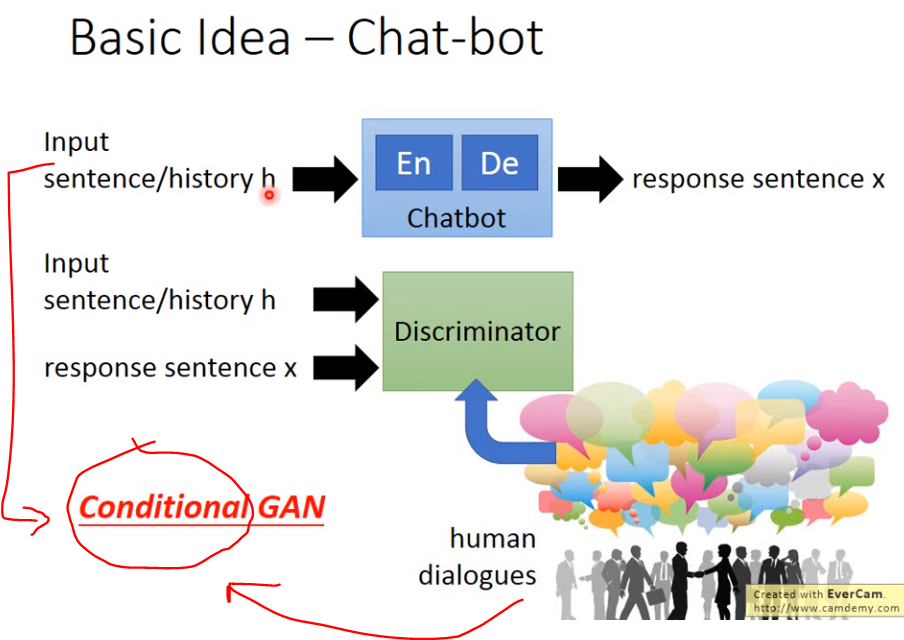 Basic Idea – Chat-bot
Input
sentence/history h
En
De
Chatbot
response sentence x
Input
sentence/history h
response sentence x
Discriminator
Conditional GAN
human
dialogues
Created with EverCam.
http://www.camdemy.com